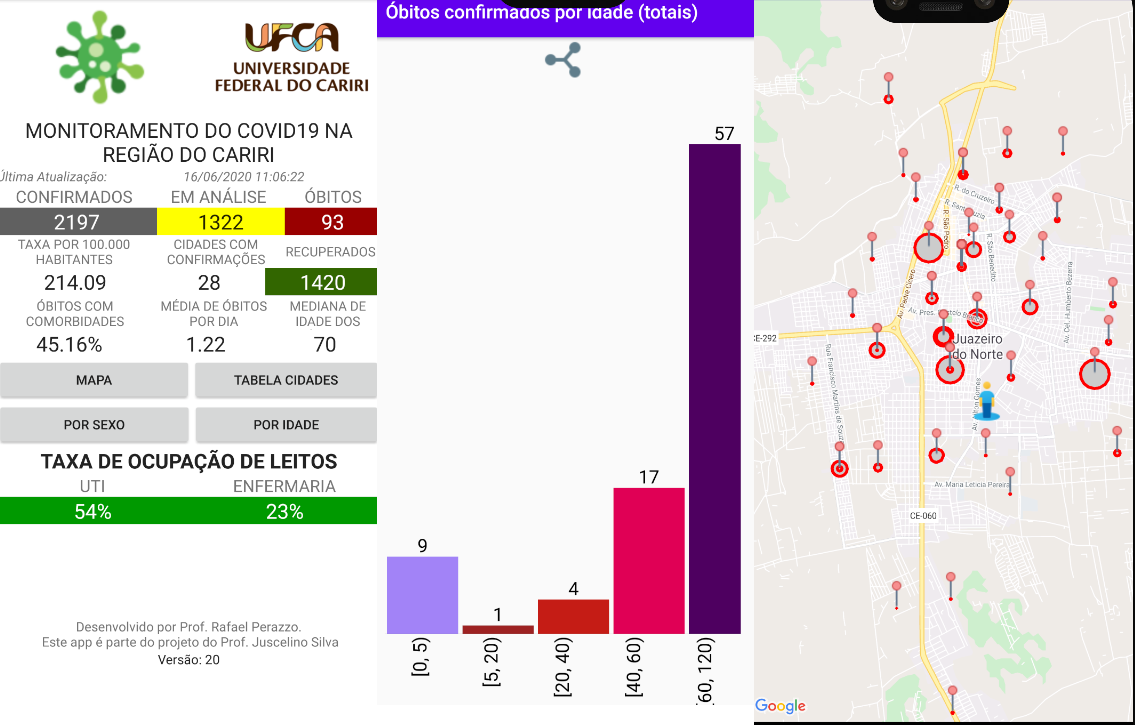 UFCA
UNIVERSIDADE
FEDERAL DO CARIRI
MONITORAMENTO DO COVID19 NA
REGIÃO DO CARIRI
Última Atualização: 16/06/2020 11:06:22
CONFIRMADOS EM ANÁLISE ÓBITOS
2197 1322 93
TAXA POR 100.000
HABITANTES
CIDADES COM
CONFIRMAÇÕES
RECUPERADOS
214.09 28 1420
ÓBITOS COM
COMORBIDADES
MÉDIA DE ÓBITOS
POR DIA
MEDIANA DE
IDADE DOS
45.16% 1.22 70
MAPA TABELA CIDADES
POR SEXO POR IDADE
TAXA DE OCUPAÇÃO DE LEITOS
UTI ENFERMARIA
54% 23%
Desenvolvido por Prof. Rafael Perazzo.
Este app é parte do projeto do Prof. Juscelino Silva
Versão: 20
Óbitos confirmados por idade (totais)
57
17
9
4
1
[0, 5)
[5, 20)
[20, 40)
[40, 60)
[60, 120)
R. do Cruzeiro
R. São Pedro
R. São Benedito
Av. Padre Cícero
Av. Pres.
CE-292
Juazeiro
do Norte
Av. Cel. Humberto Bezerra
Rua Francisco Martins de Souza
Av. Maria Leticia Pereira
CE-060
Google